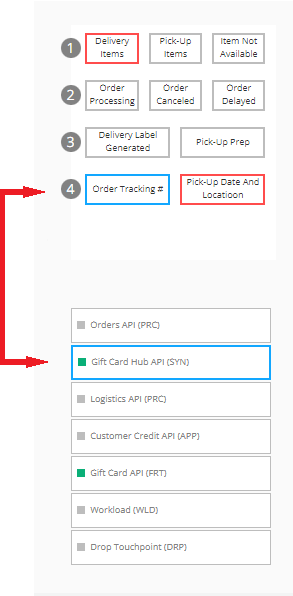 1
Delivery
Items
Pick-Up
Items
Item Not
Available
2
Order
Processing
Order
Canceled
Order
Delayed
3
Delivery Label
Generated
Pick-Up Prep
4
Order Tracking #
Pick-Up Date And
Locatioon
Orders API (PRC)
Gift Card Hub API (SYN)
Logistics API (PRC)
Customer Credit API (APP)
Gift Card API (FRT)
Workload (WLD)
Drop Touchpoint (DRP)